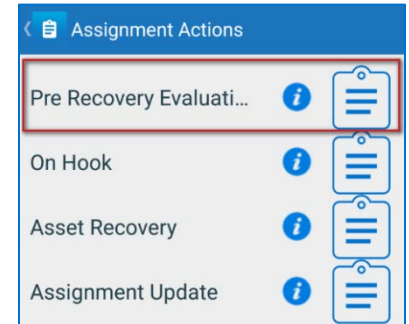 Assignment Actions
Pre Recovery Evaluati...
On Hook
Asset Recovery
Assignment Update